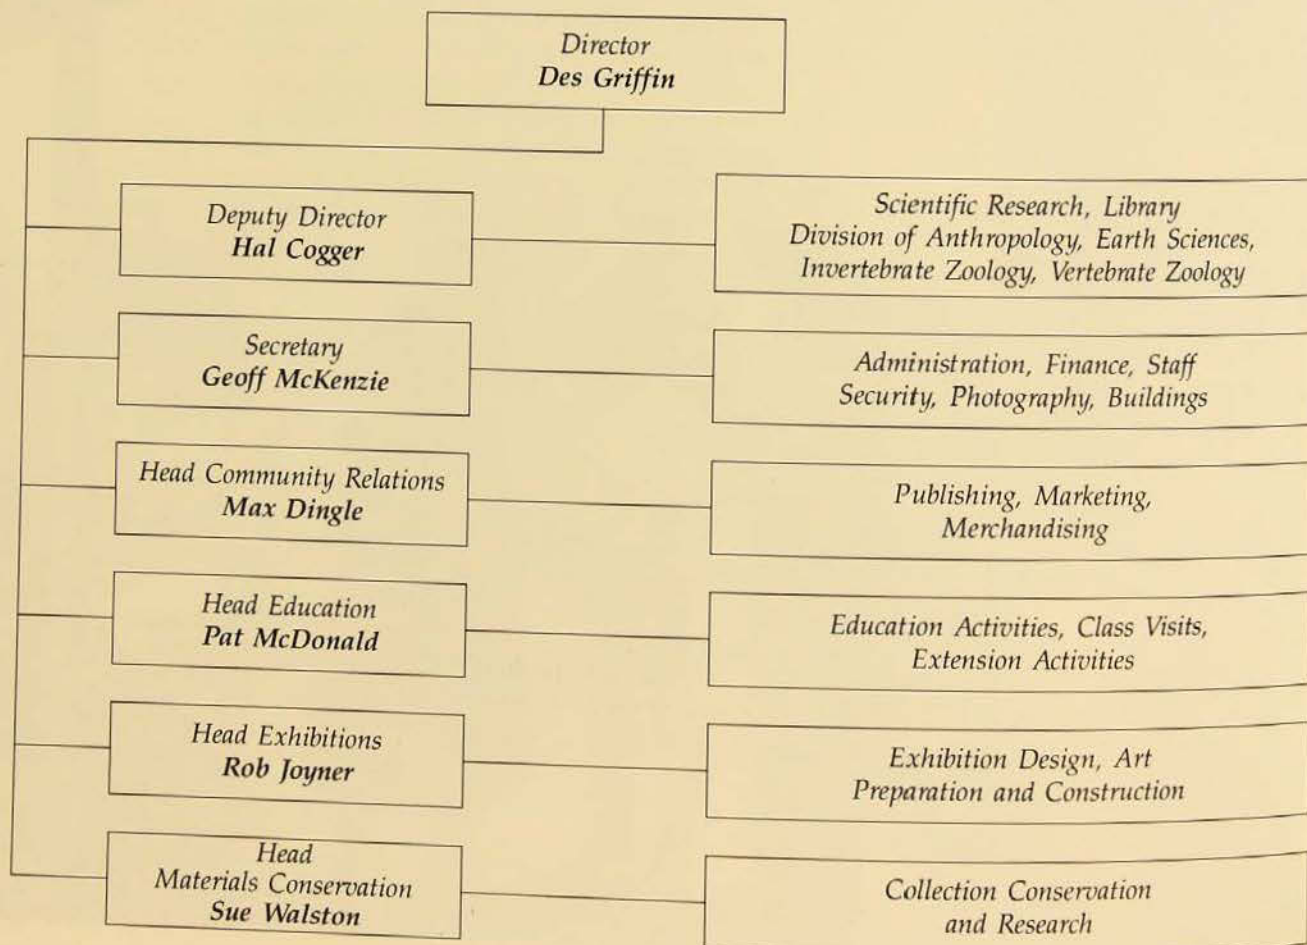 Director
Des Griffin
Deputy Director
Hal Cogger
Scientific Research, Library
Division of Anthropology, Earth Sciences,
Invertebrate Zoology, Vertebrate Zoology
Secretary
Geoff McKenzie
Administration, Finance, Staff
Security, Photography, Buildings
Head Community Relations
Max Dingle
Publishing, Marketing,
Merchandising
Head Education
Pat McDonald
Education Activities, Class Visits,
Extension Activities
Head Exhibitions
Rob Joyner
Exhibition Design, Art
Preparation and Construction
Head
Materials Conservation
Sue Walston
Collection Conservation
and Research